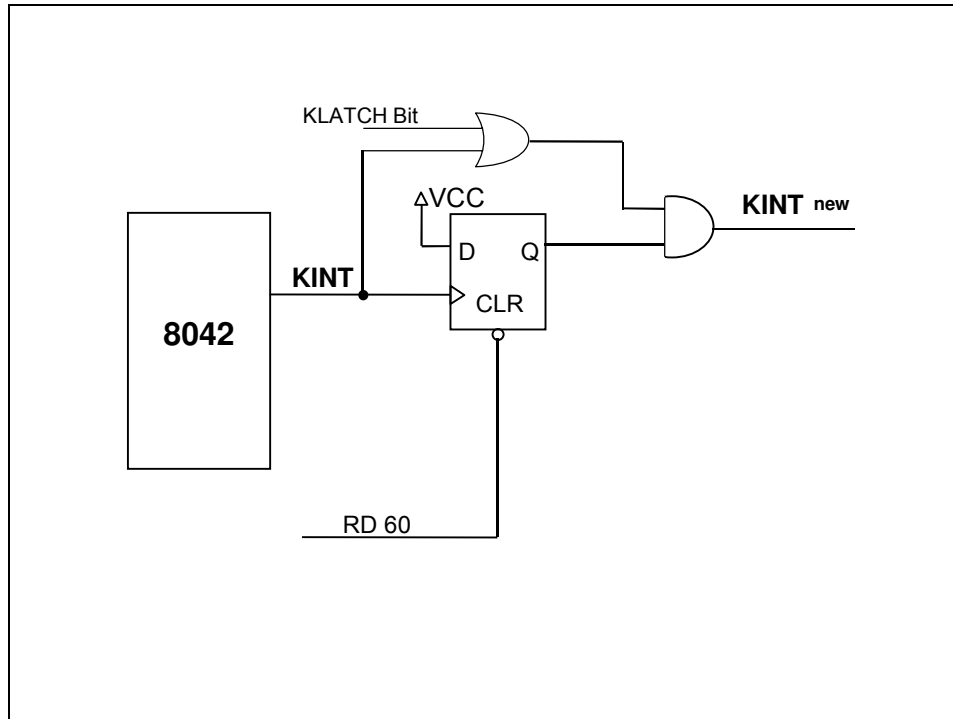 KLATCH Bit
VCC
KINT new
D
Q
KINT
CLR
8042
RD 60